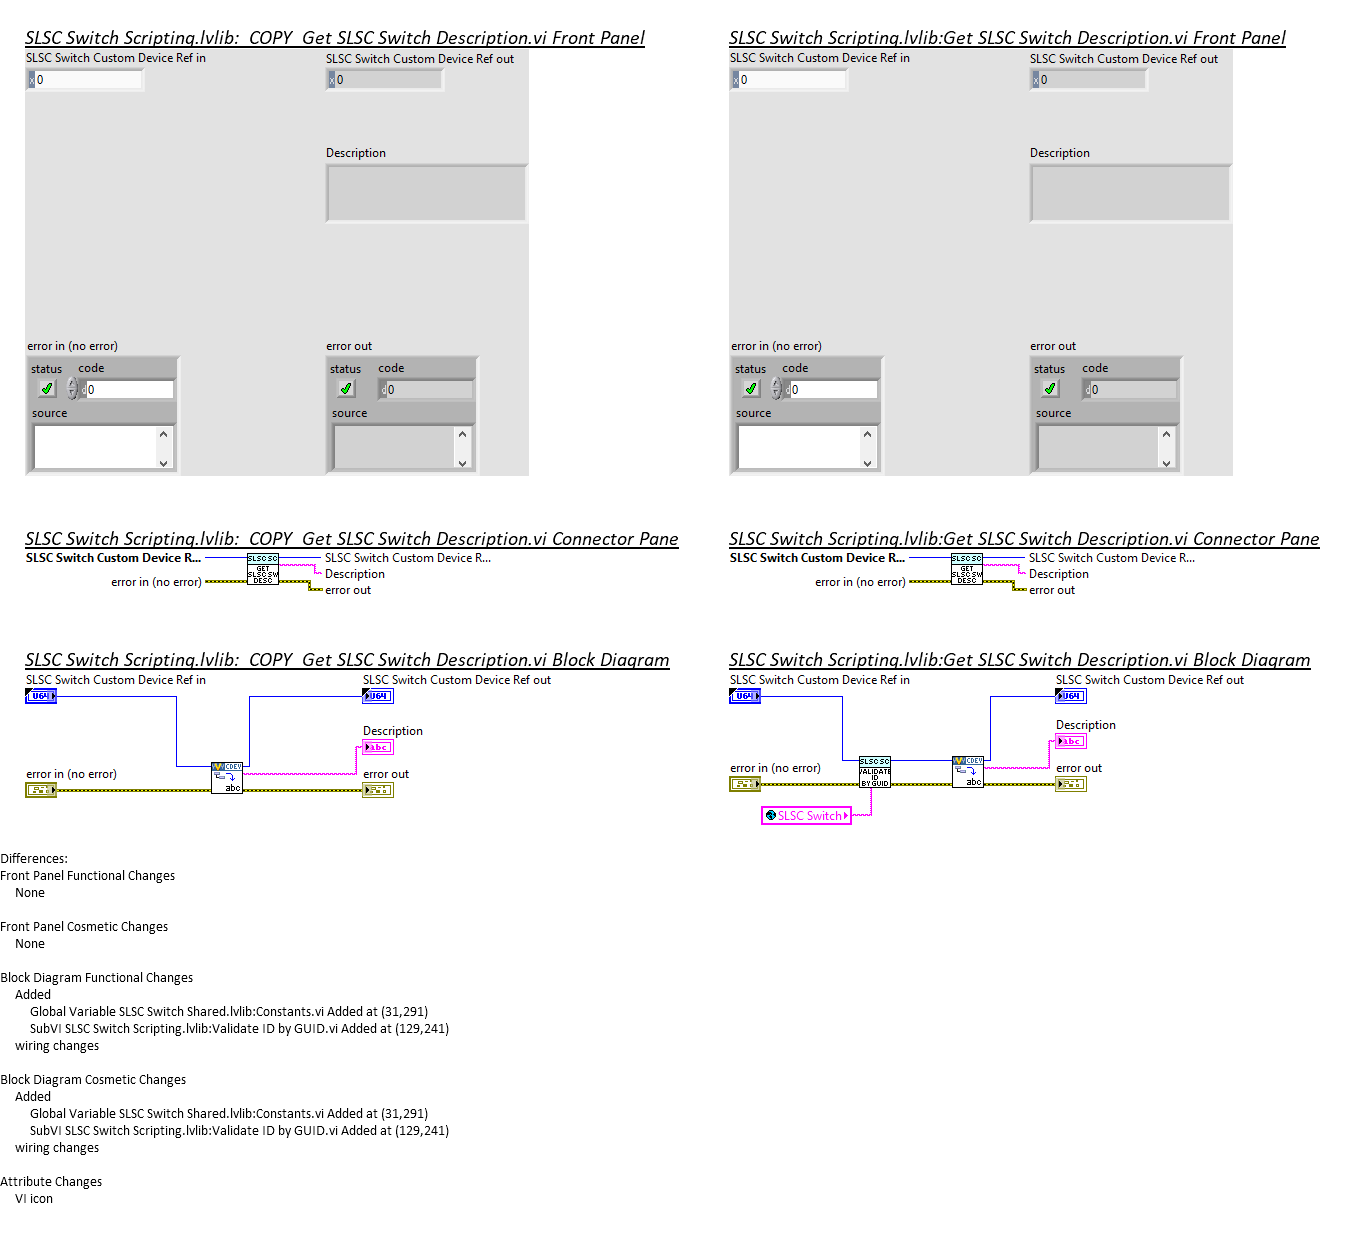 SLSC Switch Scripting.lvlib:  COPY  Get SLSC Switch Description.vi Front Panel
SLSC Switch Custom Device Ref in
SLSC Switch Custom Device Ref out
x 0
x 0
Description
error in (no error)
error out
status
code
status
code
d 0
d 0
source
source
SLSC Switch Scripting.lvlib:Get SLSC Switch Description.vi Front Panel
SLSC Switch Custom Device Ref in
SLSC Switch Custom Device Ref out
x 0
x 0
Description
error in (no error)
error out
status
code
status
code
d 0
d 0
source
source
SLSC Switch Scripting.lvlib:  COPY  Get SLSC Switch Description.vi Connector Pane
SLSC Switch Custom Device R...
SLSC SC
GET
SLSC SW
DESC
SLSC Switch Custom Device R...
Description
error in (no error)
error out
SLSC Switch Scripting.lvlib:Get SLSC Switch Description.vi Connector Pane
SLSC Switch Custom Device R...
SLSC SC
GET
SLSC SW
DESC
SLSC Switch Custom Device R...
Description
error in (no error)
error out
SLSC Switch Scripting.lvlib:  COPY  Get SLSC Switch Description.vi Block Diagram
SLSC Switch Custom Device Ref in
SLSC Switch Custom Device Ref out
U64
U64
Description
abc
error in (no error)
CDEV
abc
error out
SLSC Switch Scripting.lvlib:Get SLSC Switch Description.vi Block Diagram
SLSC Switch Custom Device Ref in
SLSC Switch Custom Device Ref out
U64
U64
Description
abc
error in (no error)
SLSC SC
VALIDATE
ID
BY GUID
CDEV
abc
error out
SLSC Switch
Differences:
Front Panel Functional Changes
None
Front Panel Cosmetic Changes
None
Block Diagram Functional Changes
Added
Global Variable SLSC Switch Shared.lvlib:Constants.vi Added at (31,291)
SubVI SLSC Switch Scripting.lvlib:Validate ID by GUID.vi Added at (129,241)
wiring changes
Block Diagram Cosmetic Changes
Added
Global Variable SLSC Switch Shared.lvlib:Constants.vi Added at (31,291)
SubVI SLSC Switch Scripting.lvlib:Validate ID by GUID.vi Added at (129,241)
wiring changes
Attribute Changes
VI icon